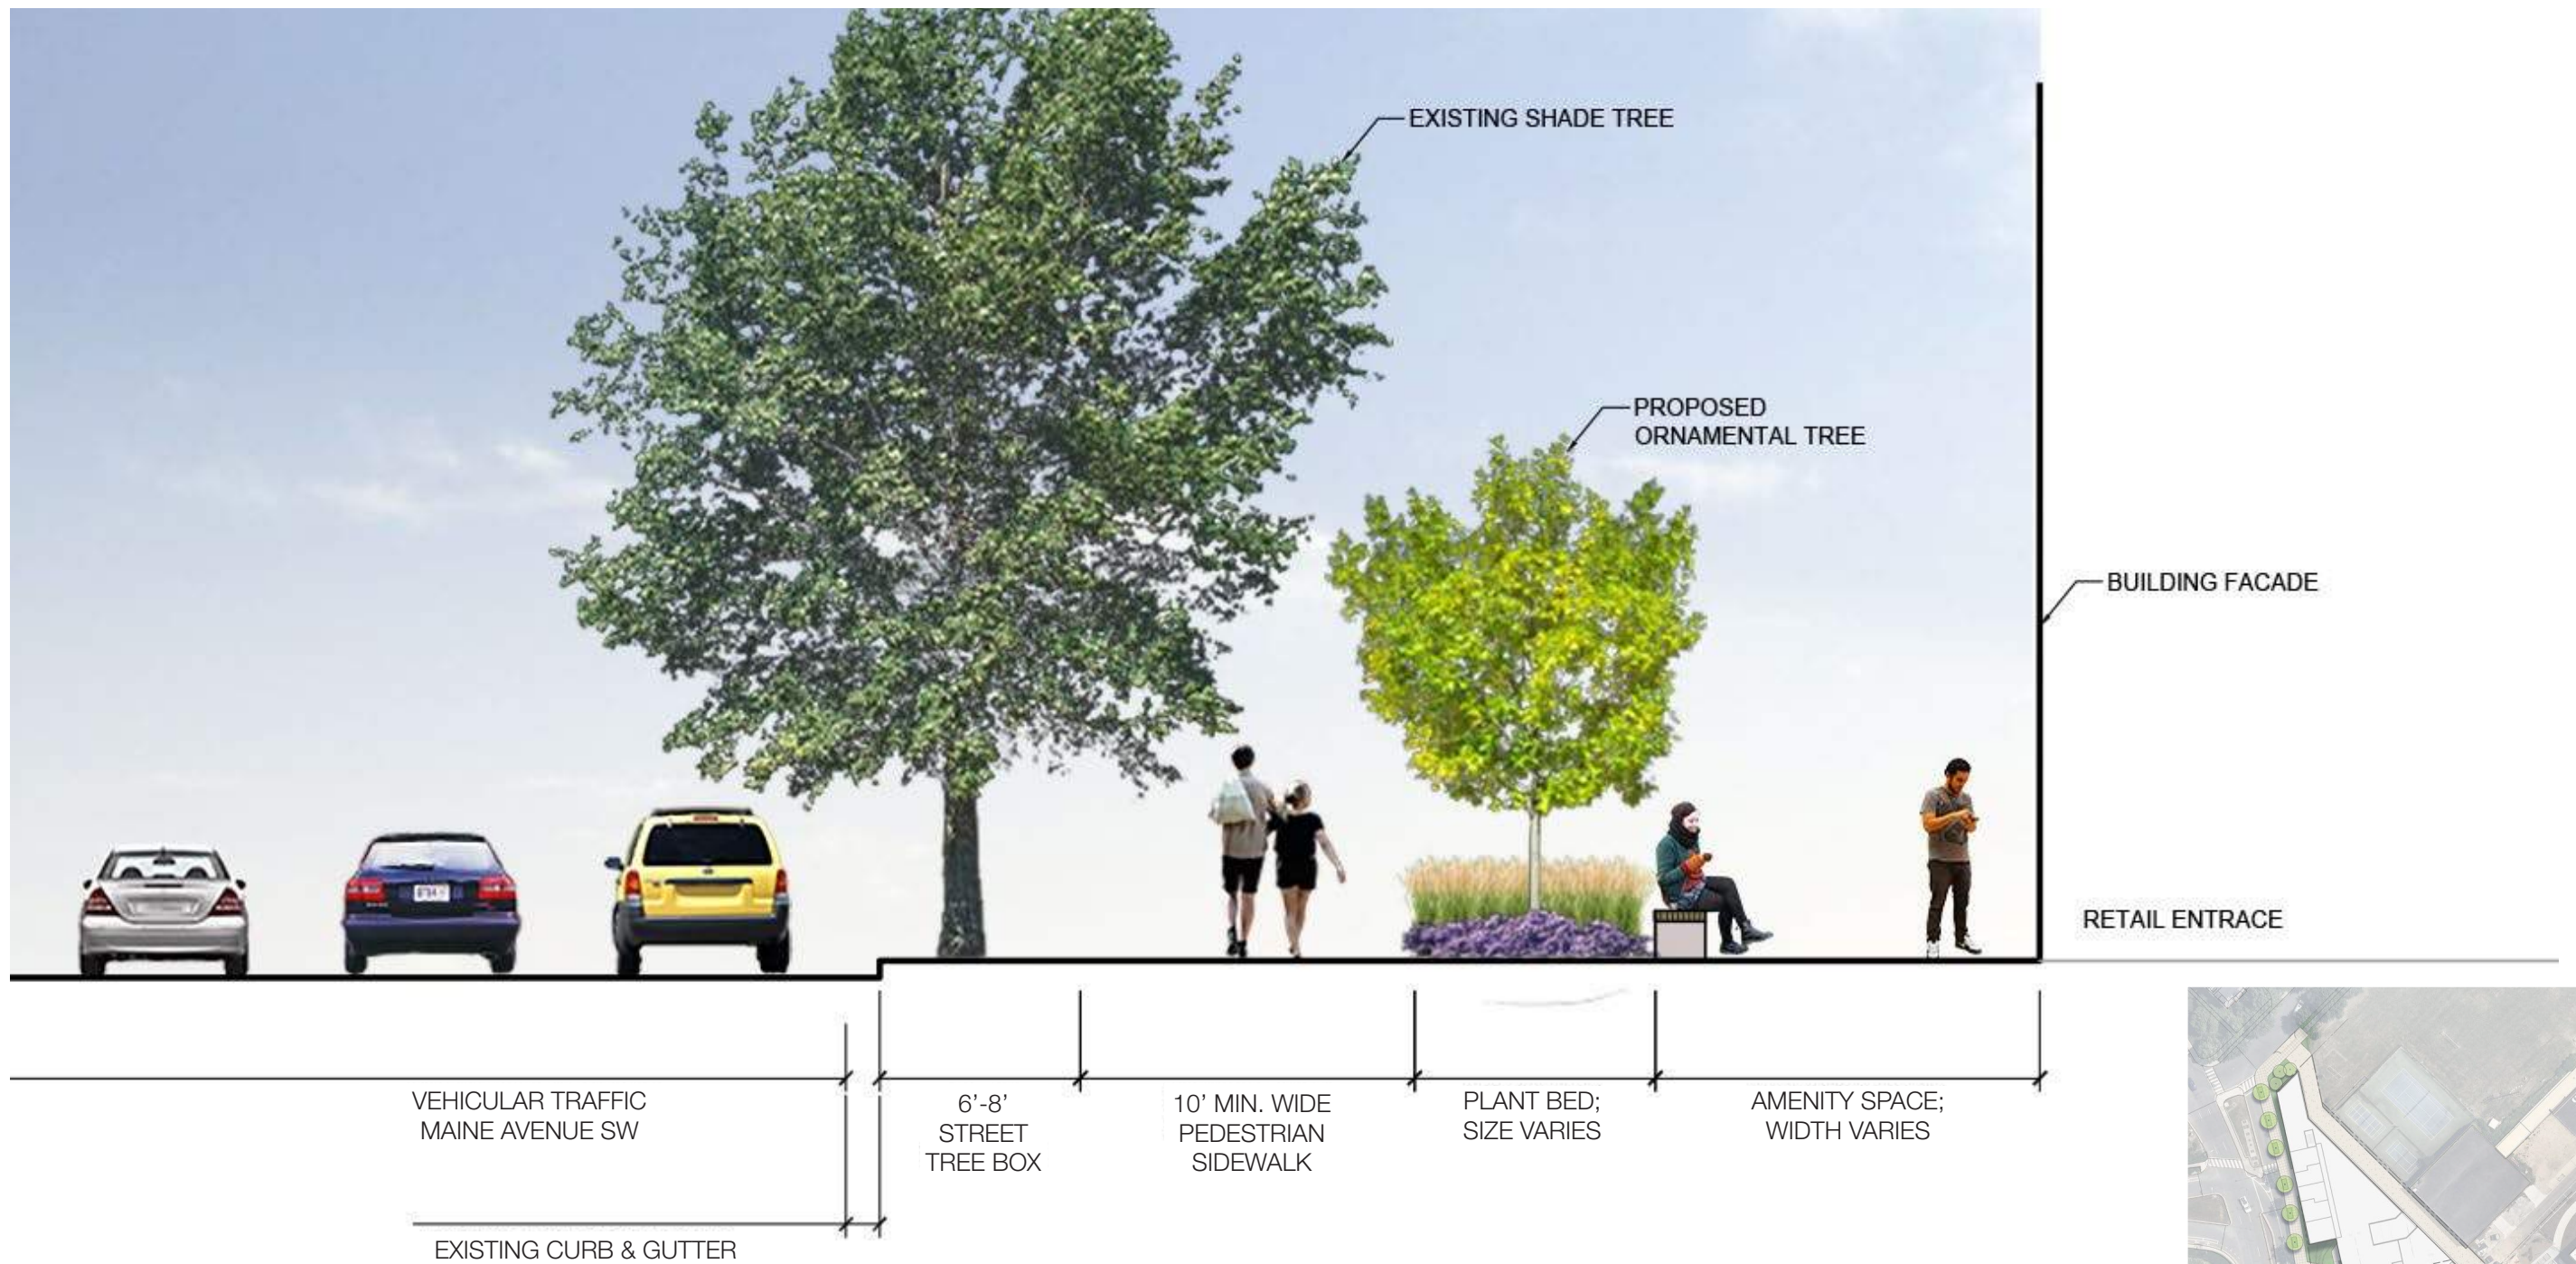 EXISTING SHADE TREE
PROPOSED
ORNAMENTAL TREE
BUILDING FACADE
RETAIL ENTRACE
VEHICULAR TRAFFIC
MAINE AVENUE SW
6’-8’
STREET
TREE BOX
10’ MIN. WIDE
PEDESTRIAN
SIDEWALK
PLANT BED;
SIZE VARIES
AMENITY SPACE;
WIDTH VARIES
EXISTING CURB & GUTTER